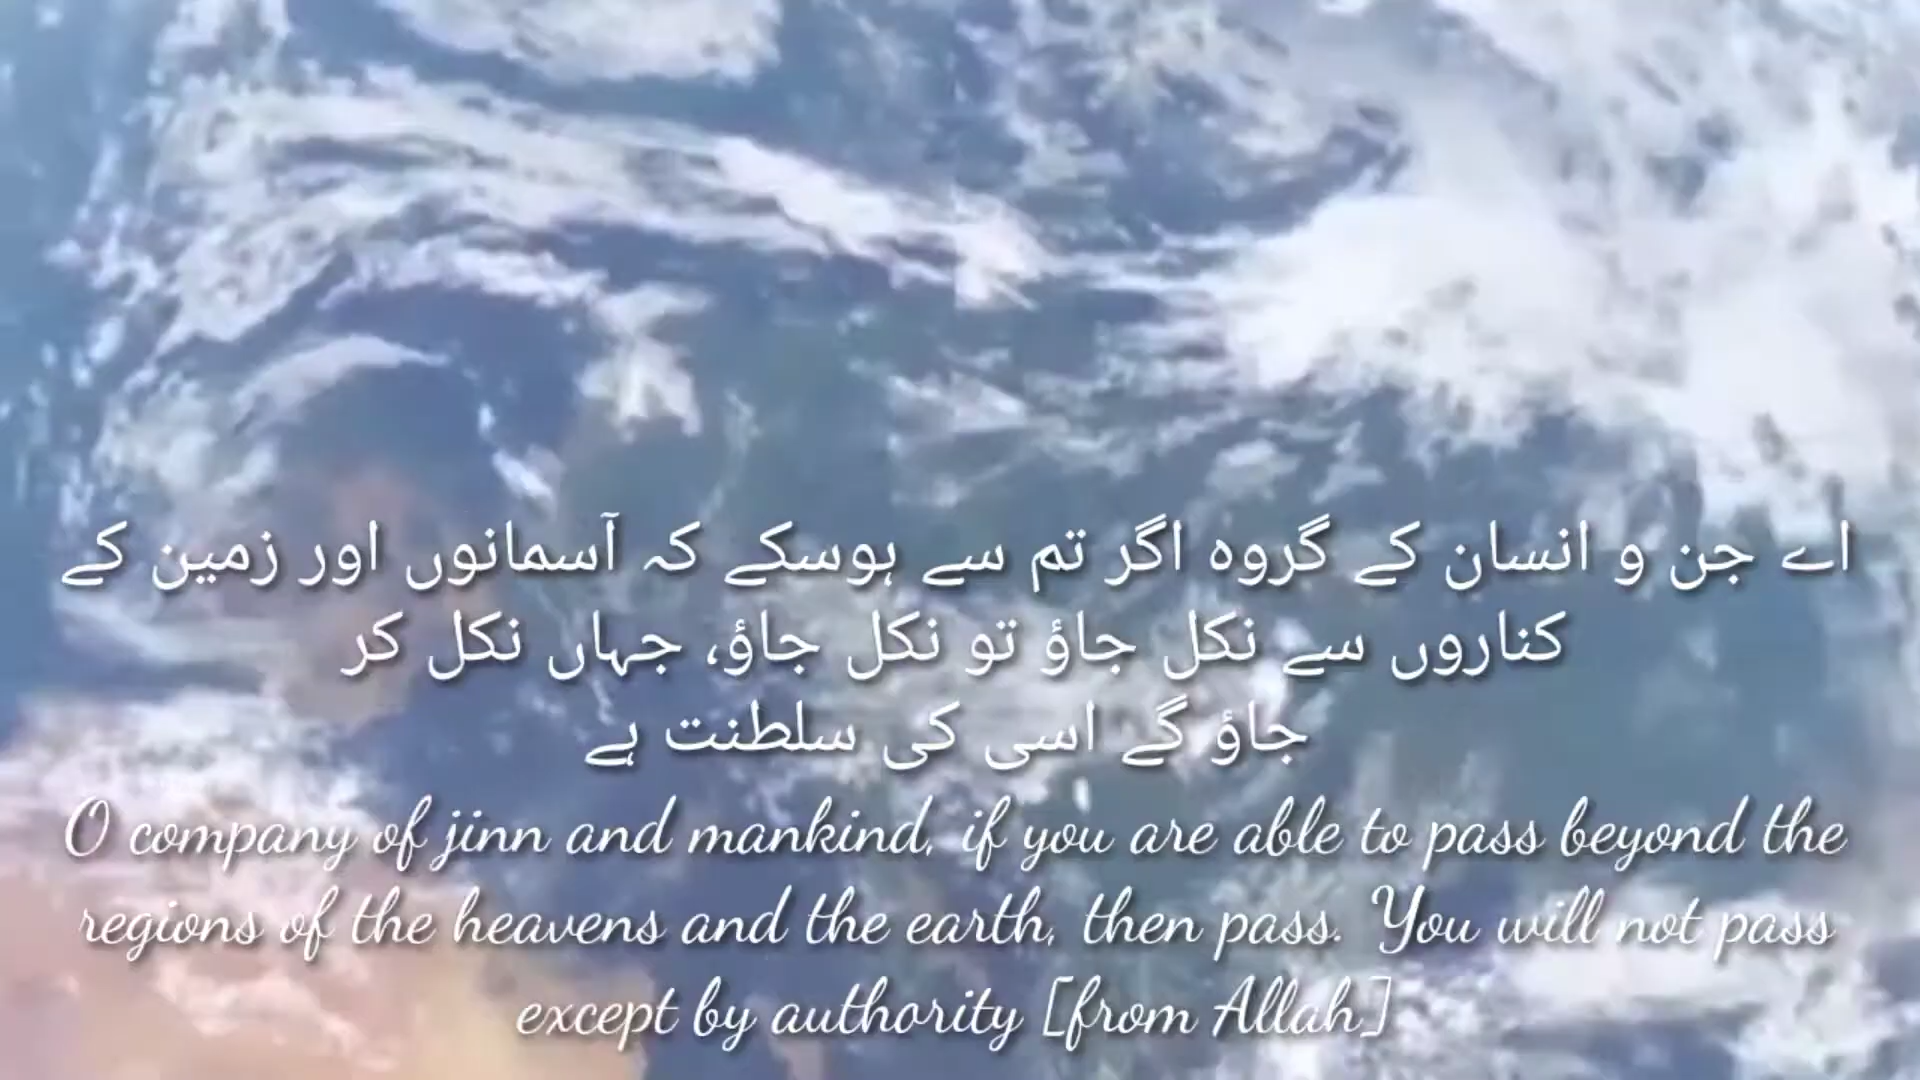 اے جن و انسان کے گروہ اگر تم سے ہوسکے کہ آسمانوں اور زمین کے
کناروں سے نکل جاؤ تو نکل جاؤ، جہاں نکل کر
جاؤ گے اسی کی سلطنت ہے
O company of jinn and mankind, if you are able to pass beyond the
regions of the heavens and the earth, then pass. You will not pass
except by authority [from Allah]